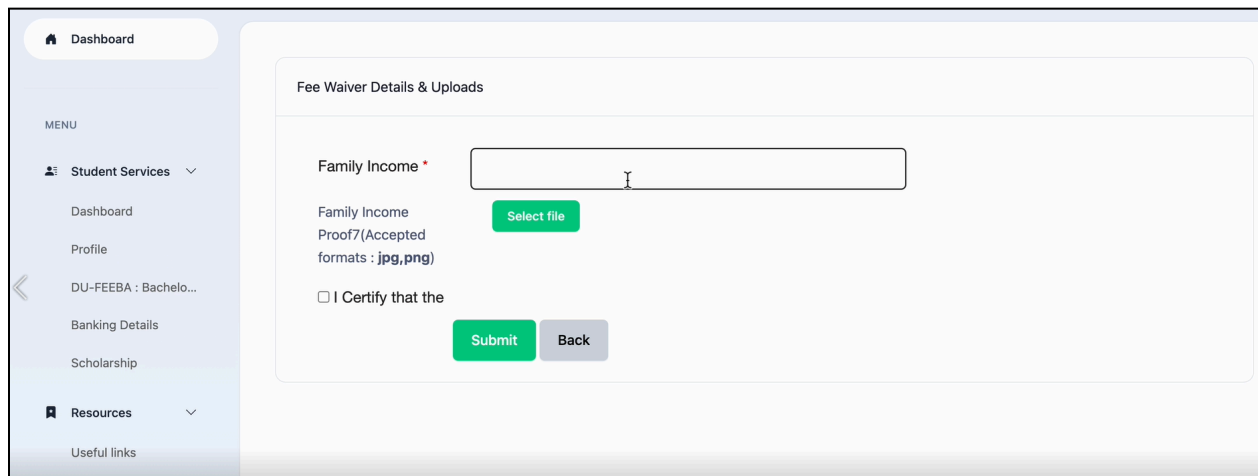 Dashboard
MENU
Student Services
Dashboard
Profile
DU-FEEBA : Bachelo...
Banking Details
Scholarship
Resources
Useful links
Fee Waiver Details & Uploads
Family Income *
Family Income
Proof7(Accepted
formats : jpg,png)
Select file
I Certify that the
Submit
Back